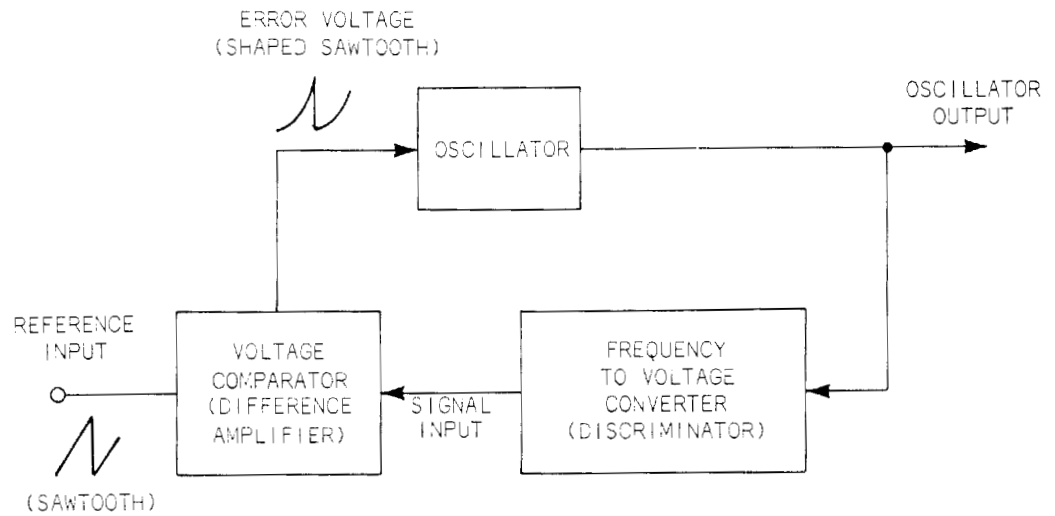 ERROR VOLTAGE
(SHAPED SAWTOOTH)
OSCILLATOR
OSCILLATOR
OUTPUT
REFERENCE
INPUT
(SAWTOOTH)
VOLTAGE
COMPARATOR
(DIFFERENCE
AMPLIFIER)
SIGNAL
INPUT
FREQUENCY
TO VOLTAGE
CONVERTER
(DISCRIMINATOR)